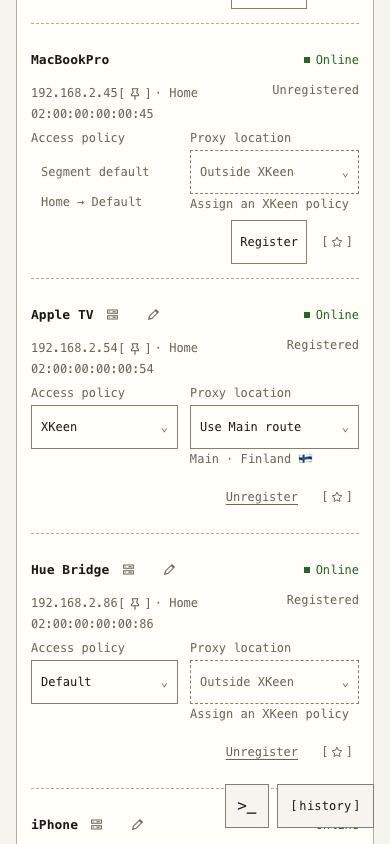 MacBookPro Online
192.168.2.45[ ] · Home Unregistered
02:00:00:00:00:45
Access policy Proxy location
Segment default Outside XKeen
Home → Default Assign an XKeen policy
Register [ ☆ ]
Apple TV Online
192.168.2.54[ ] · Home Registered
02:00:00:00:00:54
Access policy Proxy location
XKeen Use Main route
Main · Finland 🇫🇮
Unregister [ ☆ ]
Hue Bridge Online
192.168.2.86[ ] · Home Registered
02:00:00:00:00:86
Access policy Proxy location
Default Outside XKeen
Assign an XKeen policy
Unregister [ ☆ ]
>_ [history]
iPhone